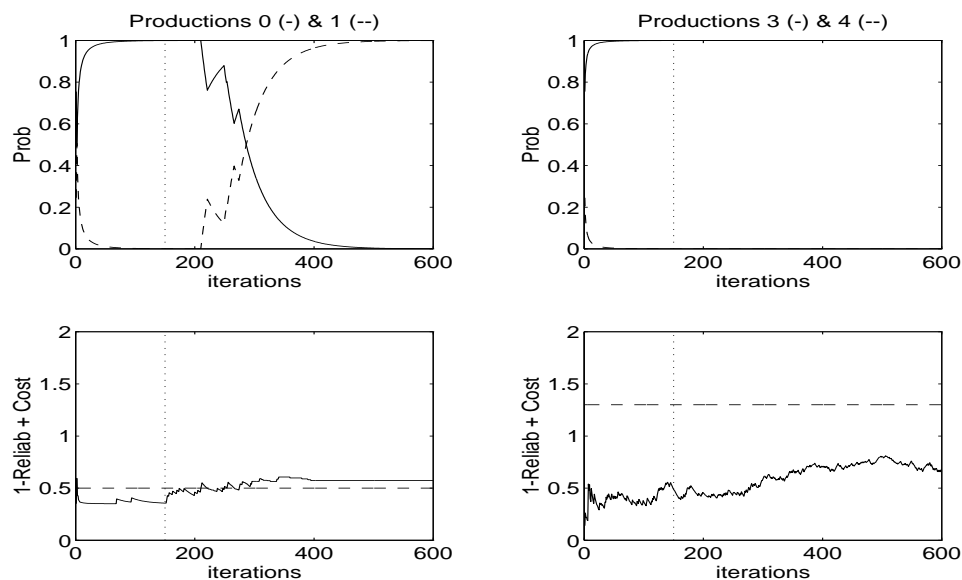 Productions 0 (-) & 1 (--)
Prob
1
0.8
0.6
0.4
0.2
0
0 200 400 600
iterations
Productions 3 (-) & 4 (--)
Prob
1
0.8
0.6
0.4
0.2
0
0 200 400 600
iterations
1-Reliab + Cost
2
1.5
1
0.5
0
0 200 400 600
iterations
1-Reliab + Cost
2
1.5
1
0.5
0
0 200 400 600
iterations